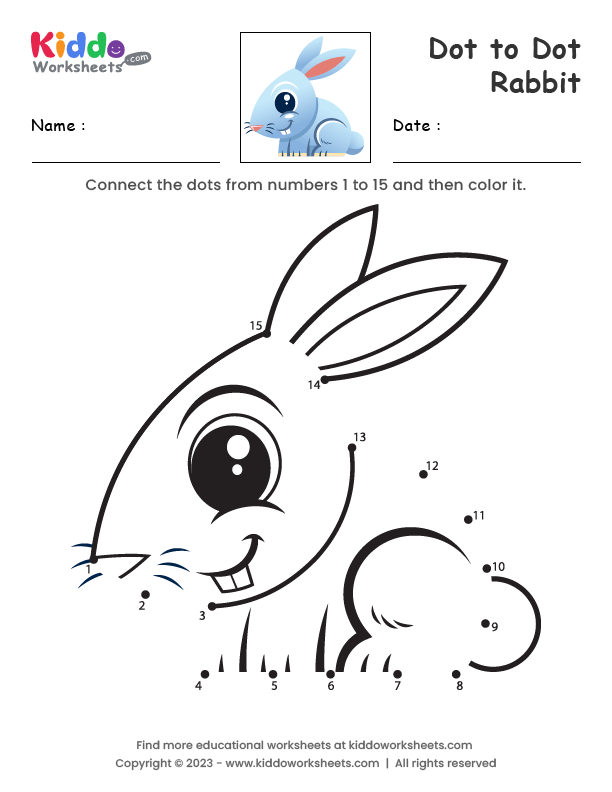 Kiddo
Worksheets.com
Dot to Dot
Rabbit
Name :
Date :
Connect the dots from numbers 1 to 15 and then color it.
15
14
13
12
11
10
1
2
3
9
4
5
6
7
8
Find more educational worksheets at kiddoworksheets.com
Copyright © 2023 - www.kiddoworksheets.com | All rights reserved